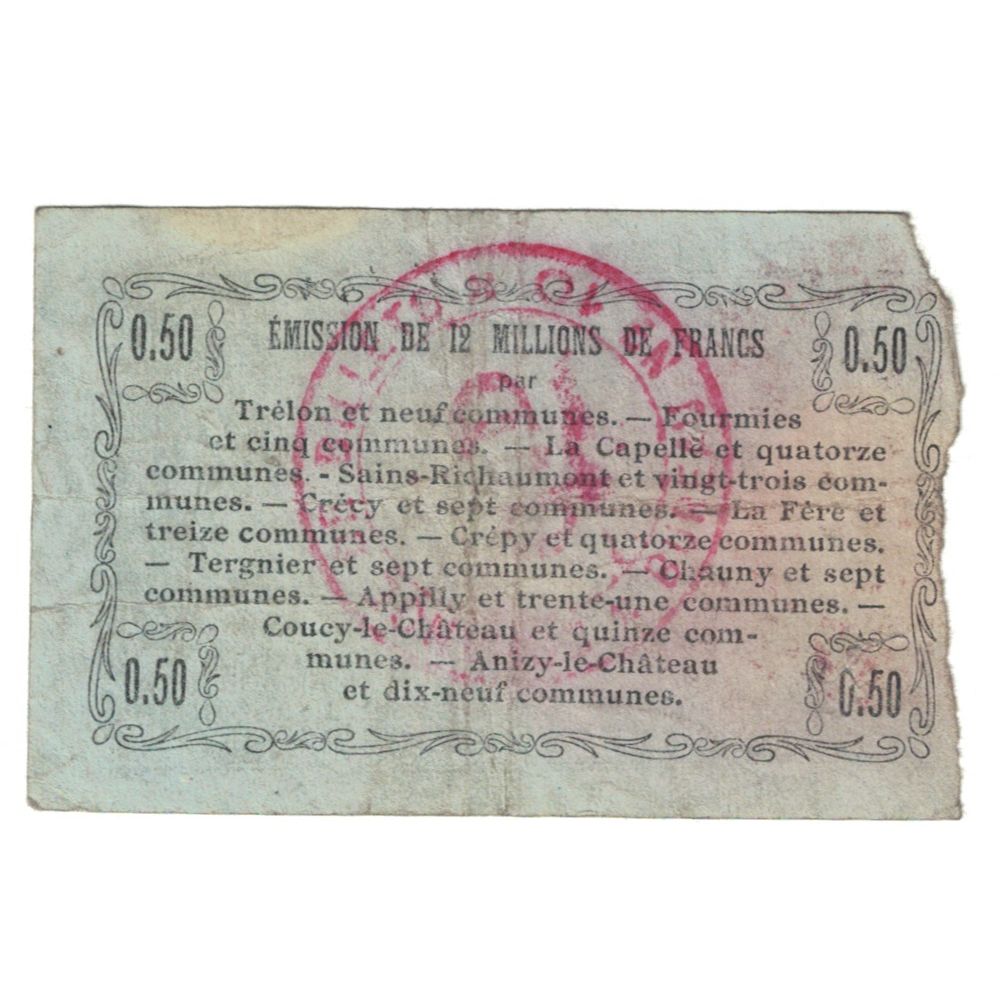 0.50 ÉMISSION DE 12 MILLIONS DE FRANCS 0.50
par
Trélon et neuf communes. — Fourmies
et cinq communes. — La Capelle et quatorze
communes. - Sains-Richaumont et vingt-trois com-
munes. — Crécy et sept communes. — La Fère et
treize communes. — Crépy et quatorze communes.
— Tergnier et sept communes. — Chauny et sept
communes. — Appilly et trente-une communes. —
Coucy-le-Château et quinze com-
munes. — Anizy-le-Château
et dix-neuf communes.
0.50 0.50